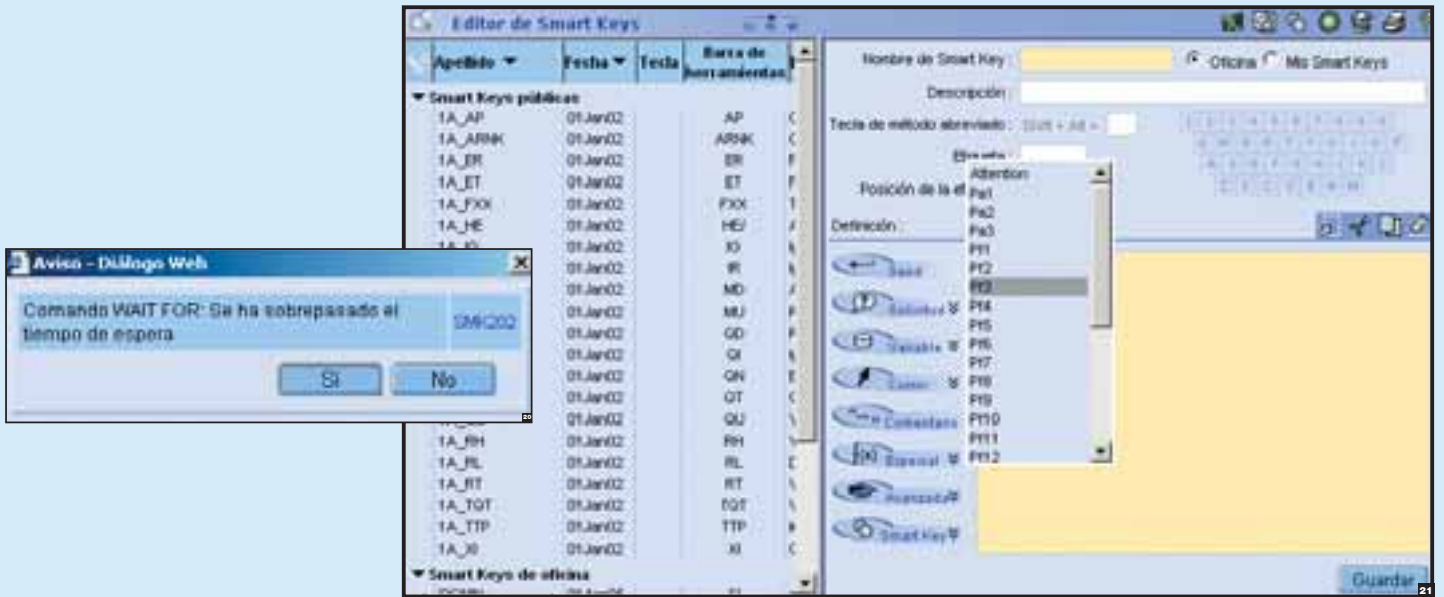 Editor de Smart Keys
Apellido Fecha Tecla Barra de herramientas
Smart Keys públicas
1A_AP 01Jan02 AP
1A_ARNK 01Jan02 ARNK
1A_ER 01Jan02 ER
1A_ET 01Jan02 ET
1A_FXX 01Jan02 FXX
1A_HE 01Jan02 HE/
01Jan02 IR
01Jan02 MD
01Jan02 MU
01Jan02 QD
01Jan02 QI
01Jan02 QN
01Jan02 QT
01Jan02 QU
1A_RH 01Jan02 RH
1A_RL 01Jan02 RL
1A_RT 01Jan02 RT
1A_TQT 01Jan02 TQT
1A_TTP 01Jan02 TTP
1A_XI 01Jan02 XI
Smart Keys de oficina
Nombre de Smart Key :
Oficina Mis Smart Keys
Descripción :
Tecla de método abreviado : Shift + Alt +
Posición de la
Definición :
Attention
Pa1
Pa2
Pa3
Pf1
Pf2
Pf3
Pf4
Pf5
Pf6
Pf7
Pf8
Pf9
Pf10
Pf11
Pf12
Send
Variable
Cursor
Comentario
Especial
Avanzado
Smart Key
Guardar
21
Aviso - Diálogo Web
Comando WAIT FOR: Se ha sobrepasado el
tiempo de espera
SMK202
Sí No
20